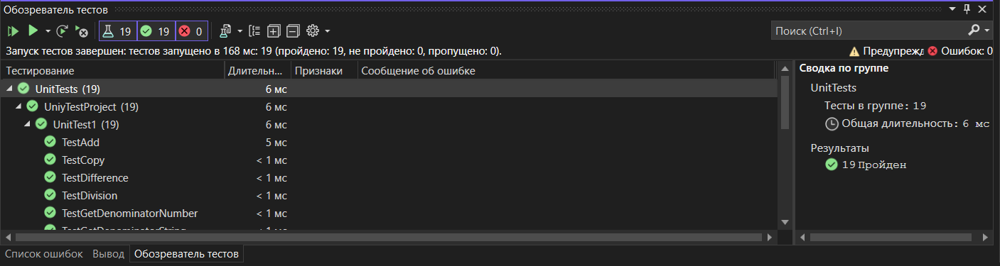 Обозреватель тестов
19 19 0
Поиск (Ctrl+I)
Запуск тестов завершен: тестов запущено в 168 мс: 19 (пройдено: 19, не пройдено: 0, пропущено: 0).
Предупрежд Ошибок: 0
Тестирование Длительн... Признаки Сообщение об ошибке
UnitTests (19) 6 мс
UniyTestProject (19) 6 мс
UnitTest1 (19) 6 мс
TestAdd 5 мс
TestCopy < 1 мс
TestDifference < 1 мс
TestDivision < 1 мс
TestGetDenominatorNumber < 1 мс
TestGetDenominatorString < 1 мс
Сводка по группе
UnitTests
Тесты в группе: 19
Общая длительность: 6 мс
Результаты
19 Пройден
Список ошибок Вывод Обозреватель тестов